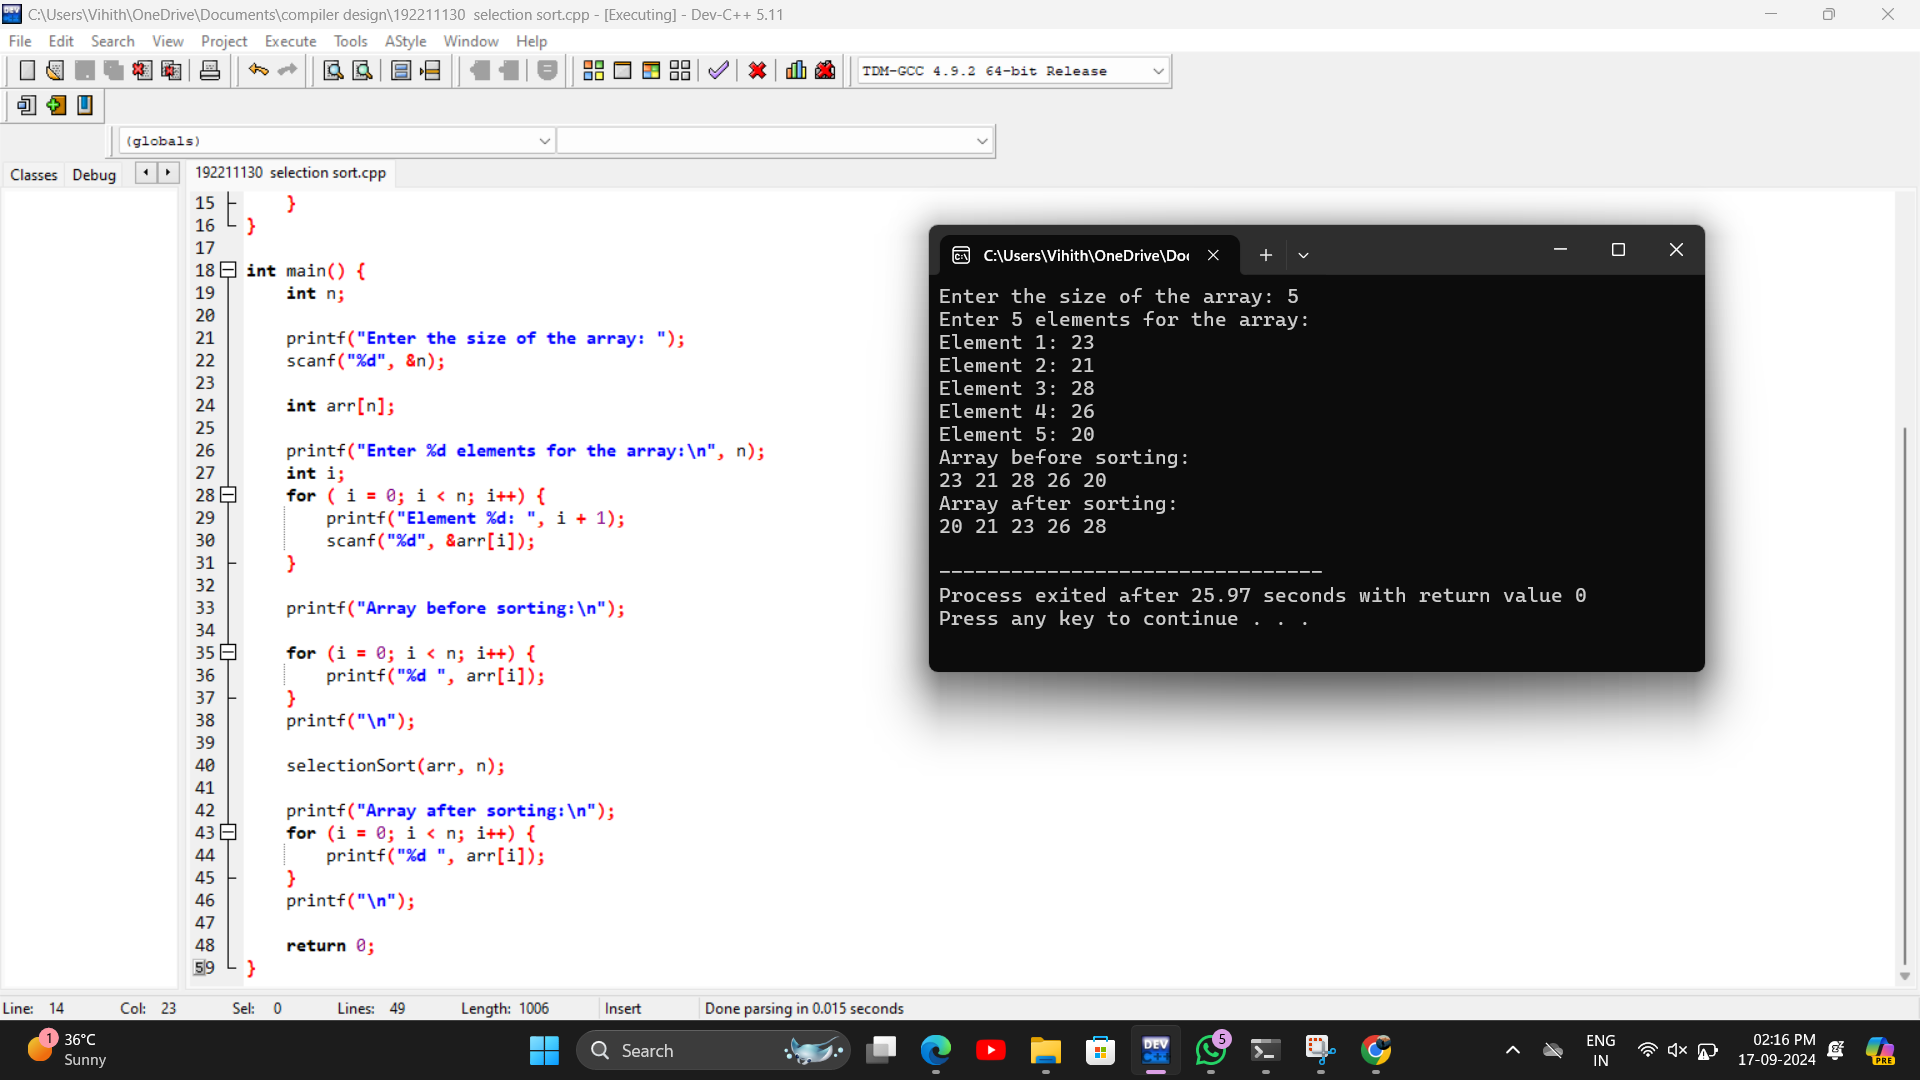 C:\Users\Vihith\OneDrive\Documents\compiler design\192211130  selection sort.cpp - [Executing] - Dev-C++ 5.11
File Edit Search View Project Execute Tools AStyle Window Help
TDM-GCC 4.9.2 64-bit Release
(globals)
Classes Debug 192211130  selection sort.cpp
15     }
16 }
17
18 int main() {
19     int n;
20
21     printf("Enter the size of the array: ");
22     scanf("%d", &n);
23
24     int arr[n];
25
26     printf("Enter %d elements for the array:\n", n);
27     int i;
28     for ( i = 0; i < n; i++) {
29         printf("Element %d: ", i + 1);
30         scanf("%d", &arr[i]);
31     }
32
33     printf("Array before sorting:\n");
34
35     for (i = 0; i < n; i++) {
36         printf("%d ", arr[i]);
37     }
38     printf("\n");
39
40     selectionSort(arr, n);
41
42     printf("Array after sorting:\n");
43     for (i = 0; i < n; i++) {
44         printf("%d ", arr[i]);
45     }
46     printf("\n");
47
48     return 0;
59 }
C:\Users\Vihith\OneDrive\Doc
Enter the size of the array: 5
Enter 5 elements for the array:
Element 1: 23
Element 2: 21
Element 3: 28
Element 4: 26
Element 5: 20
Array before sorting:
23 21 28 26 20
Array after sorting:
20 21 23 26 28
--------------------------------
Process exited after 25.97 seconds with return value 0
Press any key to continue . . .
Line: 14 Col: 23 Sel: 0 Lines: 49 Length: 1006 Insert Done parsing in 0.015 seconds
1
36°C
Sunny
Search
DEV
C++
5
ENG
IN
02:16 PM
17-09-2024
PRE